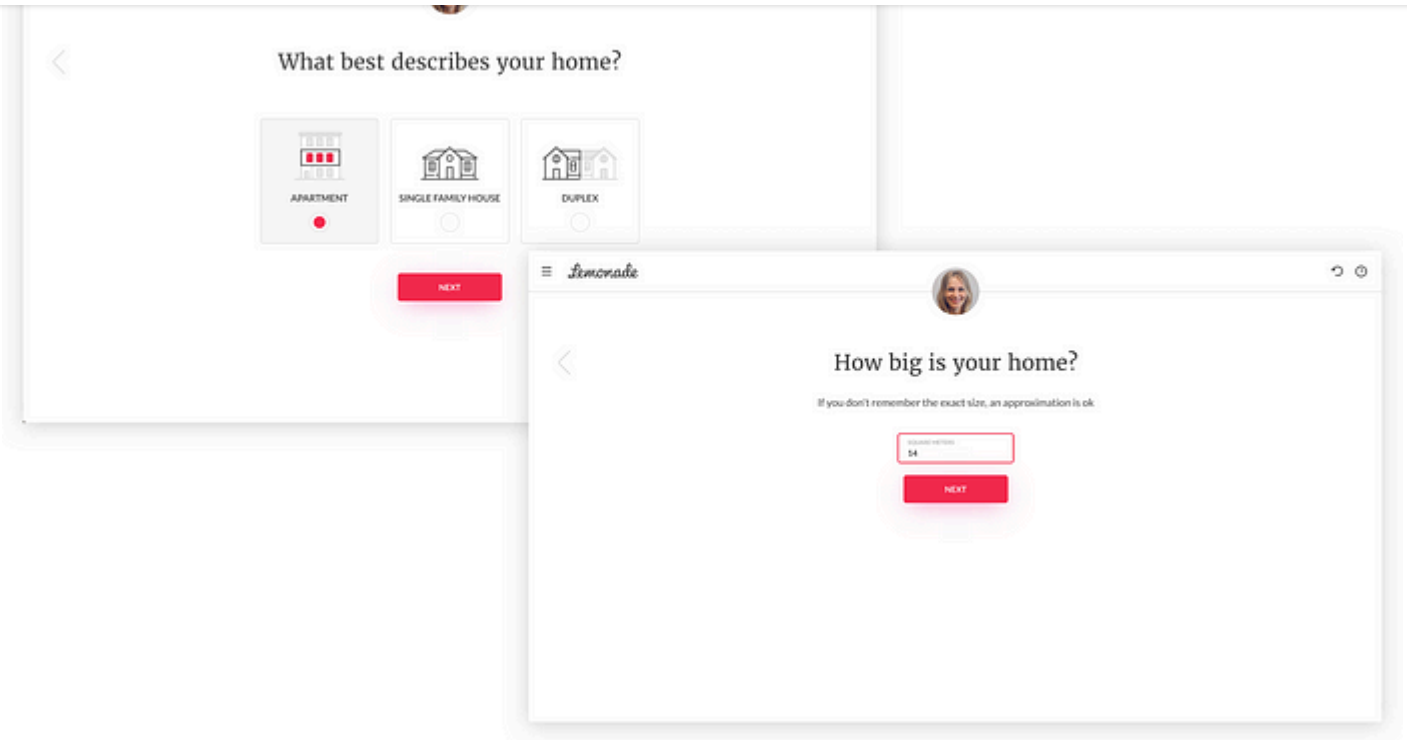 What best describes your home?
APARTMENT
SINGLE FAMILY HOUSE
DUPLEX
NEXT
Lemonade
How big is your home?
If you don't remember the exact size, an approximation is ok
SQUARE METERS
54
NEXT